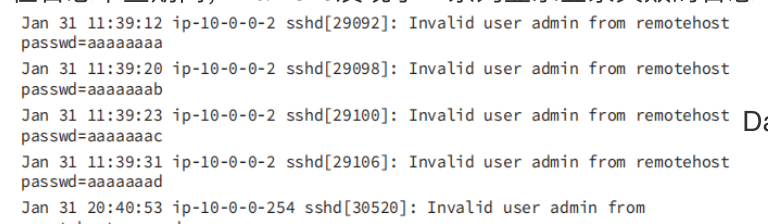 Jan 31 11:39:12 ip-10-0-0-2 sshd[29092]: Invalid user admin from remotehost
passwd=aaaaaaaa
Jan 31 11:39:20 ip-10-0-0-2 sshd[29098]: Invalid user admin from remotehost
passwd=aaaaaaab
Jan 31 11:39:23 ip-10-0-0-2 sshd[29100]: Invalid user admin from remotehost
passwd=aaaaaaac
Da
Jan 31 11:39:31 ip-10-0-0-2 sshd[29106]: Invalid user admin from remotehost
passwd=aaaaaaad
Jan 31 20:40:53 ip-10-0-0-254 sshd[30520]: Invalid user admin from